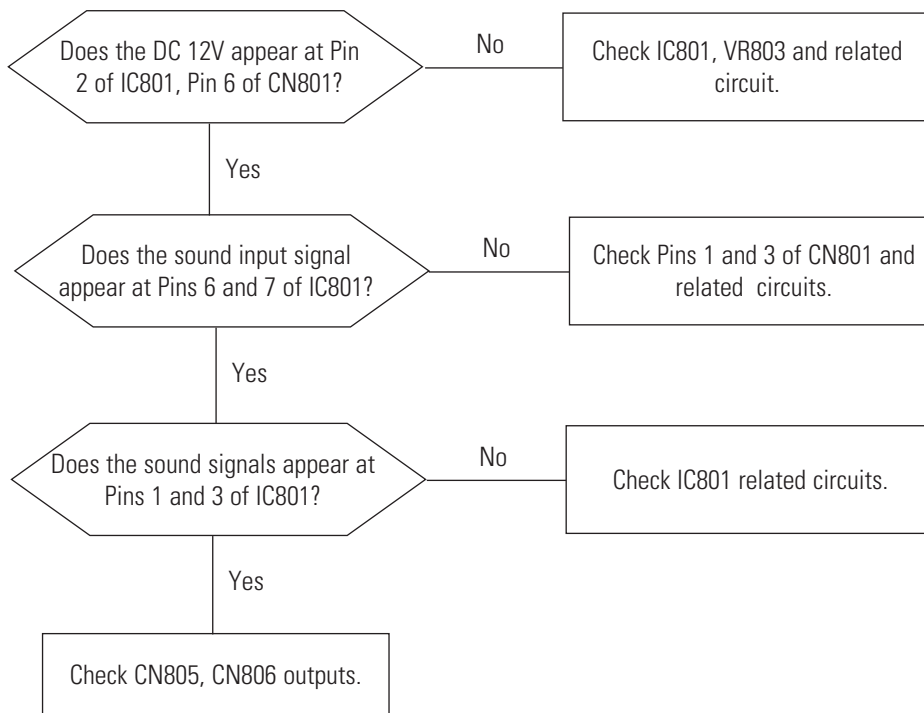 Does the DC 12V appear at Pin
2 of IC801, Pin 6 of CN801?
No
Check IC801, VR803 and related
circuit.
Yes
Does the sound input signal
appear at Pins 6 and 7 of IC801?
No
Check Pins 1 and 3 of CN801 and
related circuits.
Yes
Does the sound signals appear at
Pins 1 and 3 of IC801?
No
Check IC801 related circuits.
Yes
Check CN805, CN806 outputs.